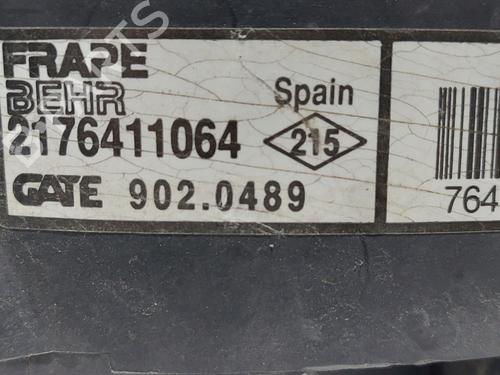 FRAPE
BEHR
Spain
2176411064
215
GATE 902.0489
764